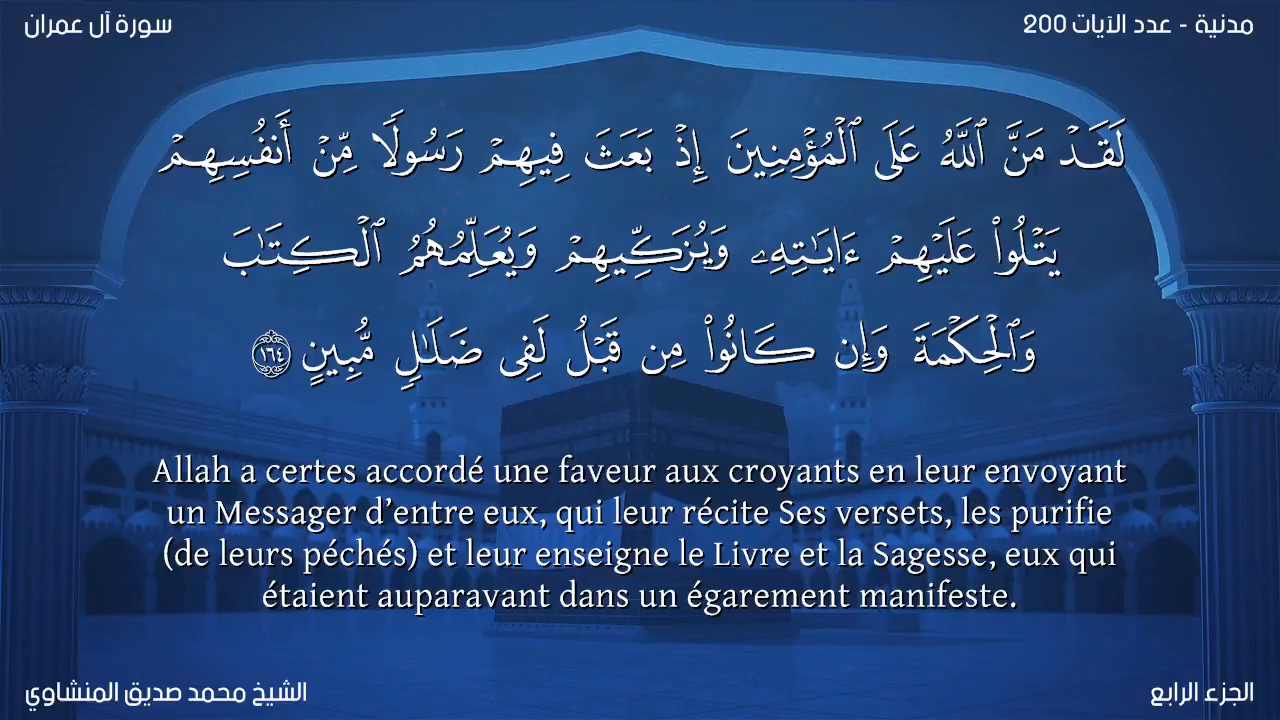 مدنية - عدد الآيات 200
سورة آل عمران
لَقَدۡ مَنَّ ٱللَّهُ عَلَى ٱلۡمُؤۡمِنِينَ إِذۡ بَعَثَ فِيهِمۡ رَسُولٗا مِّنۡ أَنفُسِهِمۡ
يَتۡلُواْ عَلَيۡهِمۡ ءَايَٰتِهِۦ وَيُزَكِّيهِمۡ وَيُعَلِّمُهُمُ ٱلۡكِتَٰبَ
وَٱلۡحِكۡمَةَ وَإِن كَانُواْ مِن قَبۡلُ لَفِي ضَلَٰلٖ مُّبِينٍ ١٦٤
Allah a certes accordé une faveur aux croyants en leur envoyant
un Messager d’entre eux, qui leur récite Ses versets, les purifie
(de leurs péchés) et leur enseigne le Livre et la Sagesse, eux qui
étaient auparavant dans un égarement manifeste.
الجزء الرابع
الشيخ محمد صديق المنشاوي